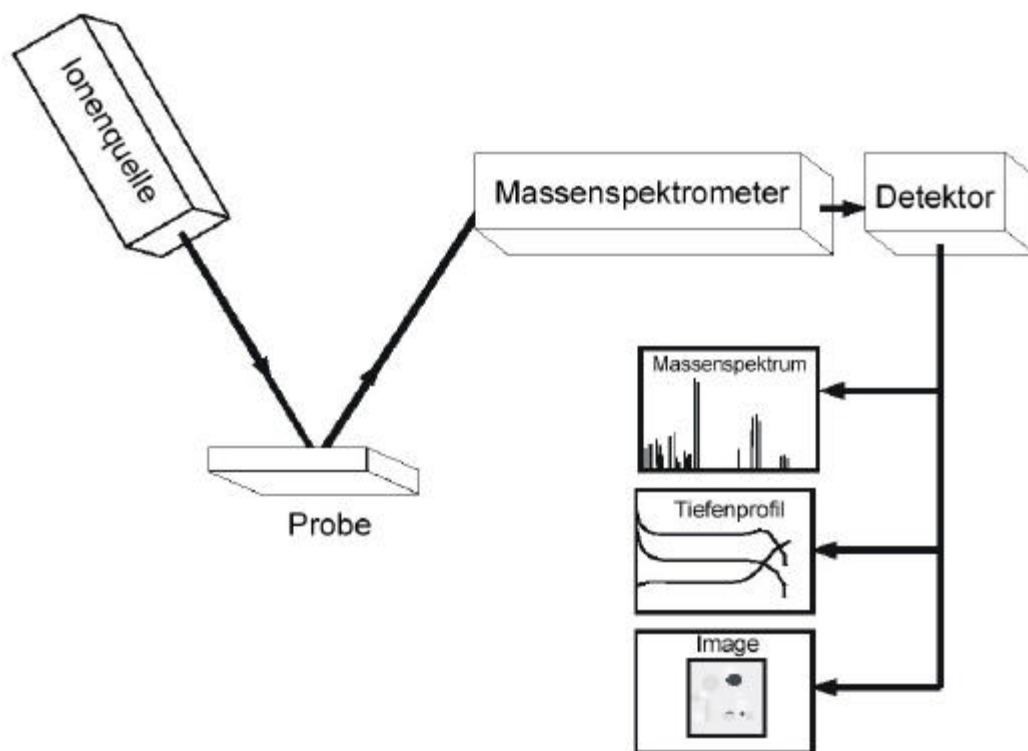 Ionenquelle
Massenspektrometer
Detektor
Probe
Massenspektrum
Tiefenprofil
Image